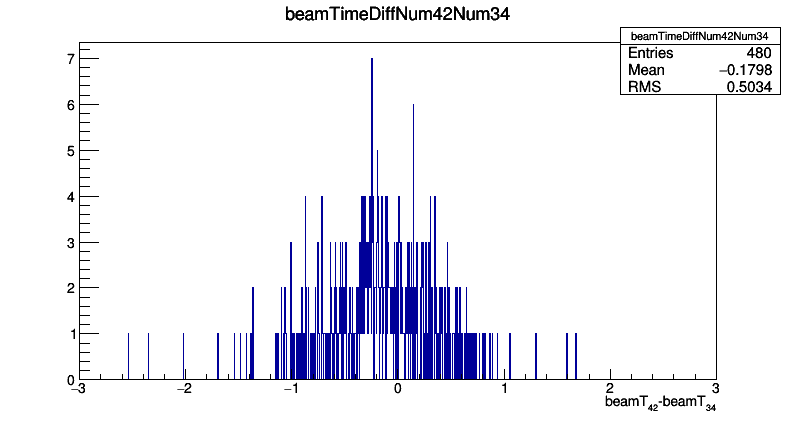 beamTimeDiffNum42Num34
beamTimeDiffNum42Num34
Entries 480
Mean −0.1798
RMS 0.5034
7
6
5
4
3
2
1
0
−3 −2 −1 0 1 2 3
beamT42-beamT34